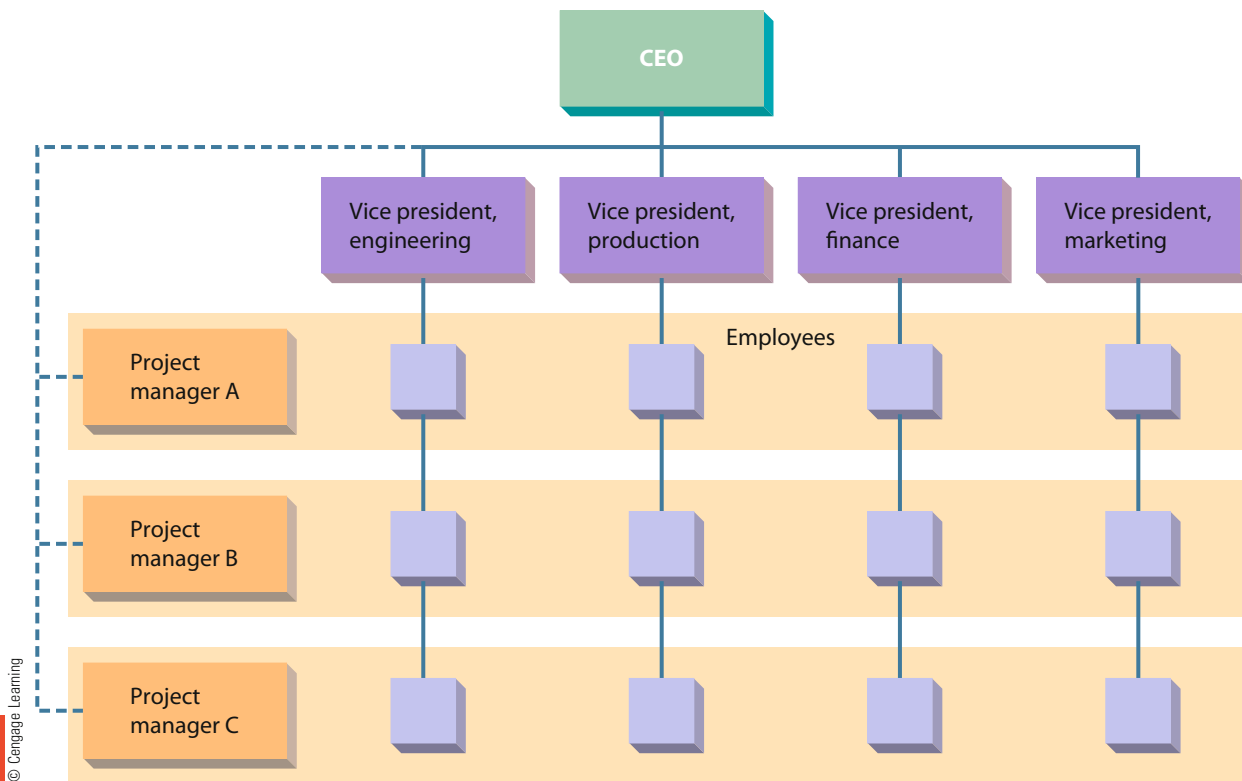 CEO
Vice president,
engineering
Vice president,
production
Vice president,
finance
Vice president,
marketing
Employees
Project
manager A
Project
manager B
Project
manager C
© Cengage Learning